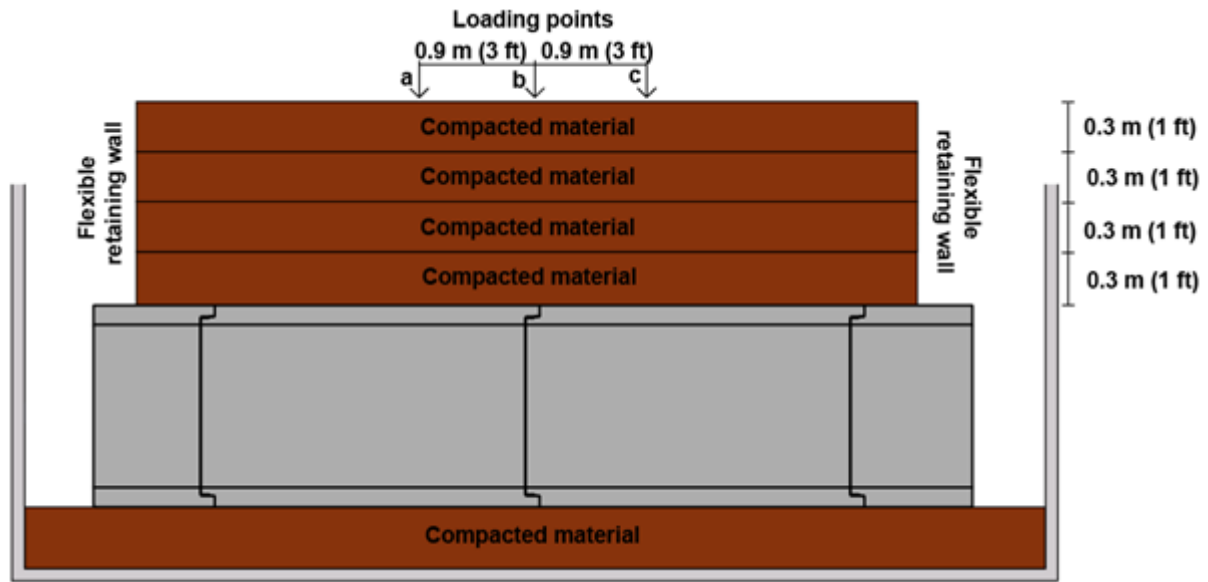 Loading points
0.9 m (3 ft) 0.9 m (3 ft)
a b c
Flexible
retaining wall
Compacted material
Compacted material
Compacted material
Compacted material
Flexible
retaining wall
0.3 m (1 ft)
0.3 m (1 ft)
0.3 m (1 ft)
0.3 m (1 ft)
Compacted material